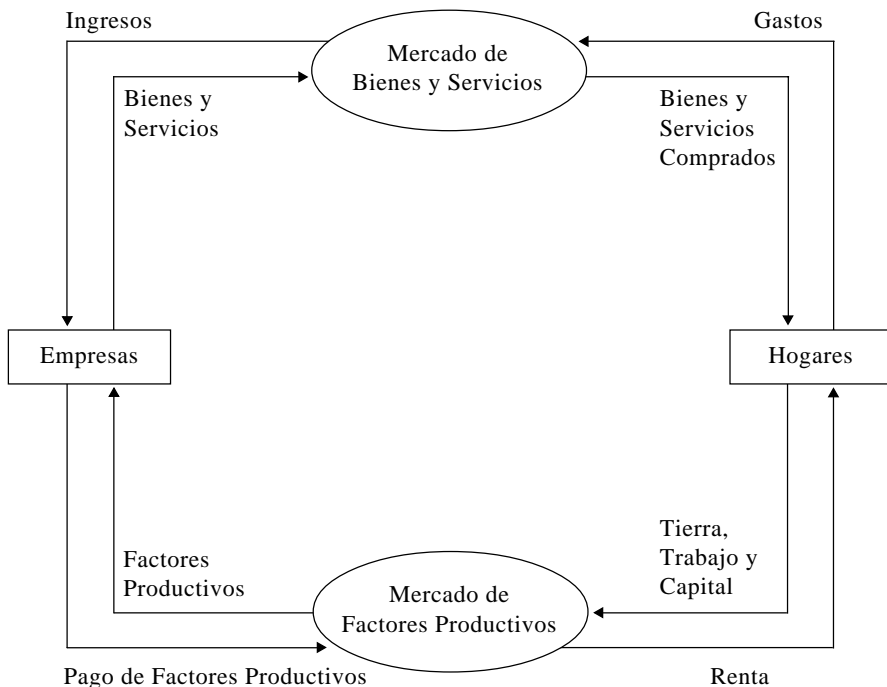 Ingresos
Mercado de
Bienes y Servicios
Gastos
Bienes y
Servicios
Bienes y
Servicios
Comprados
Empresas
Hogares
Factores
Productivos
Mercado de
Factores Productivos
Tierra,
Trabajo y
Capital
Pago de Factores Productivos
Renta